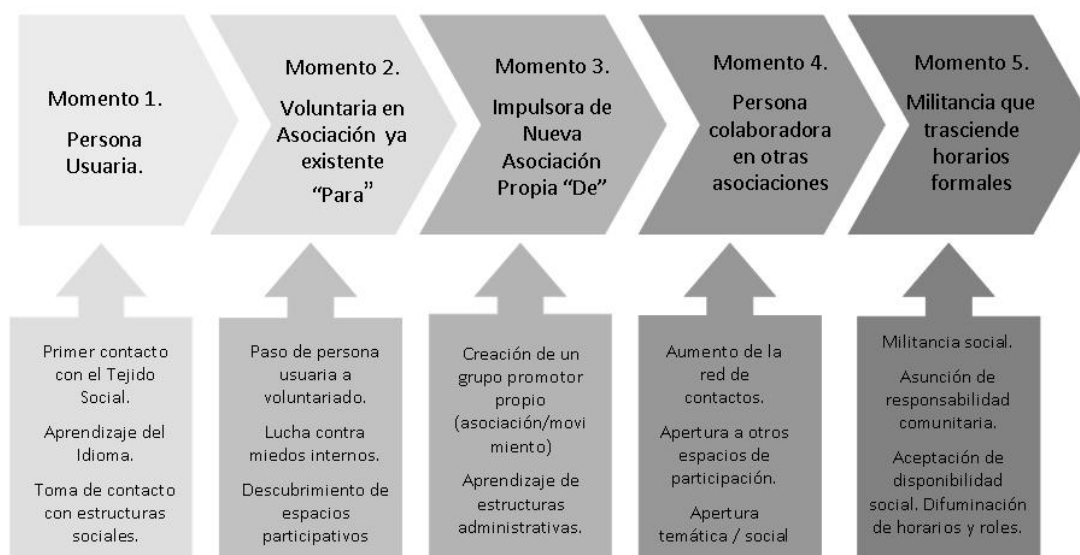 Momento 1.
Persona
Usuaria.
Momento 2.
Voluntaria en
Asociación ya
existente
“Para”
Momento 3.
Impulsora de
Nueva
Asociación
Propia “De”
Momento 4.
Persona
colaboradora
en otras
asociaciones
Momento 5.
Militancia que
trasciende
horarios
formales
Primer contacto
con el Tejido
Social.
Aprendizaje del
Idioma.
Toma de contacto
con estructuras
sociales.
Paso de persona
usuaria a
voluntariado.
Lucha contra
miedos internos.
Descubrimiento de
espacios
participativos
Creación de un
grupo promotor
propio
(asociación/movi
miento)
Aprendizaje de
estructuras
administrativas.
Aumento de la
red de
contactos.
Apertura a otros
espacios de
participación.
Apertura
temática / social
Militancia social.
Asunción de
responsabilidad
comunitaria.
Aceptación de
disponibilidad
social. Difuminación
de horarios y roles.